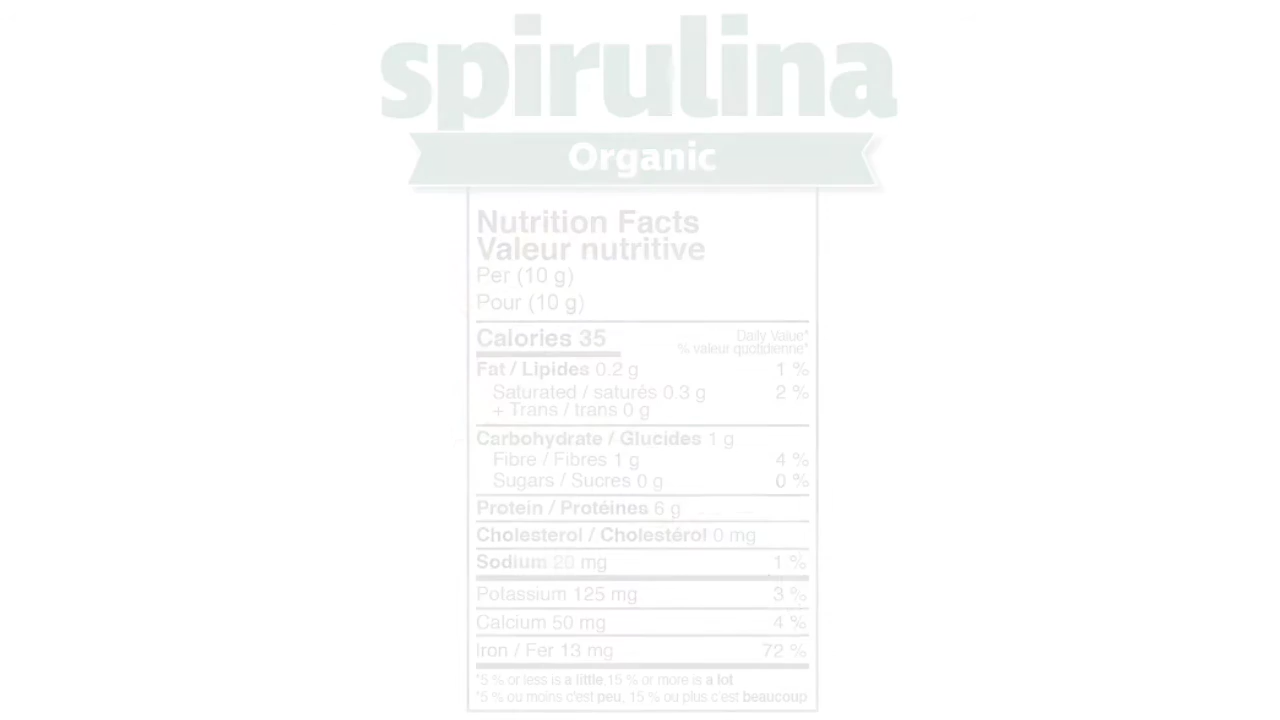 spirulina
Organic
Nutrition Facts
Valeur nutritive
Per (10 g)
Pour (10 g)
Calories 35
Daily Value*
% valeur quotidienne*
Fat / Lipides 0.2 g 1 %
Saturated / saturés 0.3 g 2 %
+ Trans / trans 0 g
Carbohydrate / Glucides 1 g
Fibre / Fibres 1 g 4 %
Sugars / Sucres 0 g 0 %
Protein / Protéines 6 g
Cholesterol / Cholestérol 0 mg
Sodium 20 mg 1 %
Potassium 125 mg 3 %
Calcium 50 mg 4 %
Iron / Fer 13 mg 72 %
*5 % or less is a little, 15 % or more is a lot
*5 % ou moins c'est peu, 15 % ou plus c'est beaucoup